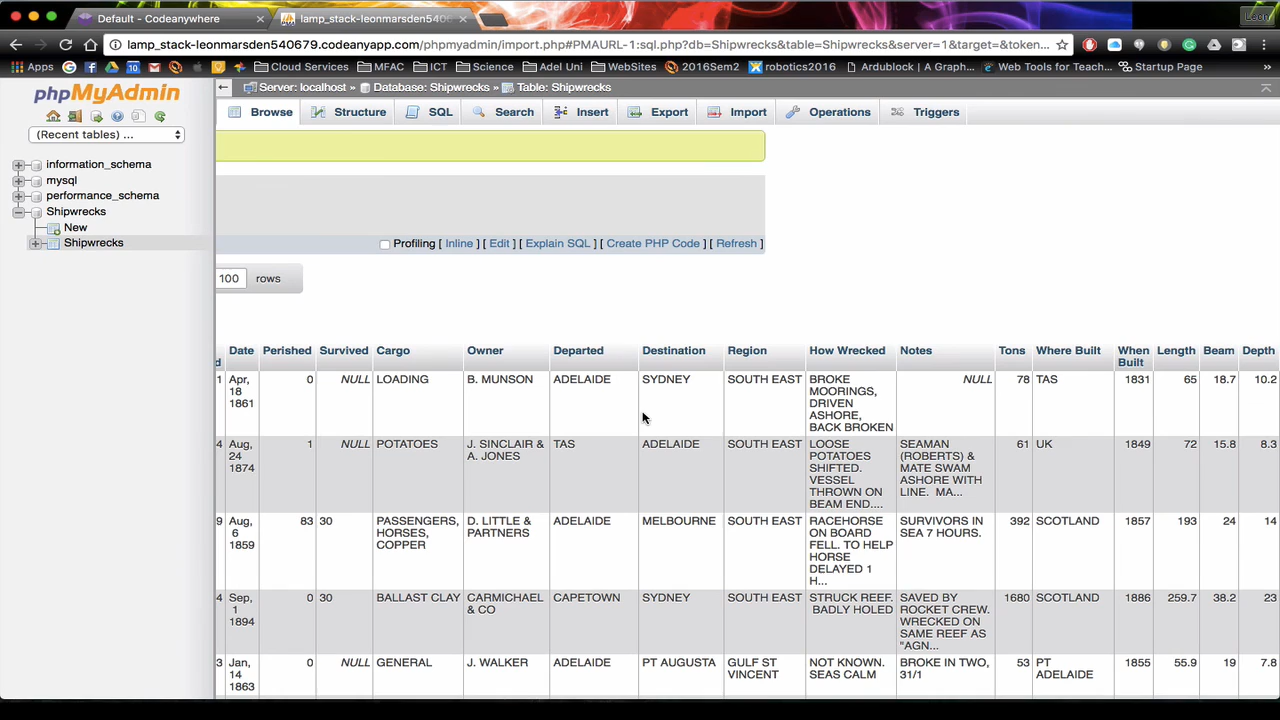 Default - Codeanywhere
lamp_stack-leonmarsden5406
Leon
lamp_stack-leonmarsden540679.codeanyapp.com/phpmyadmin/import.php#PMAURL-1:sql.php?db=Shipwrecks&table=Shipwrecks&server=1&target=&token...
Apps
Cloud Services
MFAC
ICT
Science
Adel Uni
WebSites
2016Sem2
robotics2015
Ardublock | A Graph...
Web Tools for Teach...
Startup Page
phpMyAdmin
(Recent tables) ...
information_schema
mysql
performance_schema
Shipwrecks
New
Shipwrecks
Server: localhost » Database: Shipwrecks » Table: Shipwrecks
Browse Structure SQL Search Insert Export Import Operations Triggers
Profiling [ Inline ] [ Edit ] [ Explain SQL ] [ Create PHP Code ] [ Refresh ]
100 rows
d Date Perished Survived Cargo Owner Departed Destination Region How Wrecked Notes Tons Where Built When Built Length Beam Depth
1 Apr, 18 1861 0 NULL LOADING B. MUNSON ADELAIDE SYDNEY SOUTH EAST BROKE MOORINGS, DRIVEN ASHORE, BACK BROKEN NULL 78 TAS 1831 65 18.7 10.2
4 Aug, 24 1874 1 NULL POTATOES J. SINCLAIR & A. JONES TAS ADELAIDE SOUTH EAST LOOSE POTATOES SHIFTED. VESSEL THROWN ON BEAM END.... SEAMAN (ROBERTS) & MATE SWAM ASHORE WITH LINE. MA... 61 UK 1849 72 15.8 8.3
9 Aug, 6 1859 83 30 PASSENGERS, HORSES, COPPER D. LITTLE & PARTNERS ADELAIDE MELBOURNE SOUTH EAST RACEHORSE ON BOARD FELL. TO HELP HORSE DELAYED 1 H... SURVIVORS IN SEA 7 HOURS. 392 SCOTLAND 1857 193 24 14
4 Sep, 1 1894 0 30 BALLAST CLAY CARMICHAEL & CO CAPETOWN SYDNEY SOUTH EAST STRUCK REEF. BADLY HOLED SAVED BY ROCKET CREW. WRECKED ON SAME REEF AS "AGN... 1680 SCOTLAND 1886 259.7 38.2 23
3 Jan, 14 1863 0 NULL GENERAL J. WALKER ADELAIDE PT AUGUSTA GULF ST VINCENT NOT KNOWN. SEAS CALM BROKE IN TWO, 31/1 53 PT ADELAIDE 1855 55.9 19 7.8